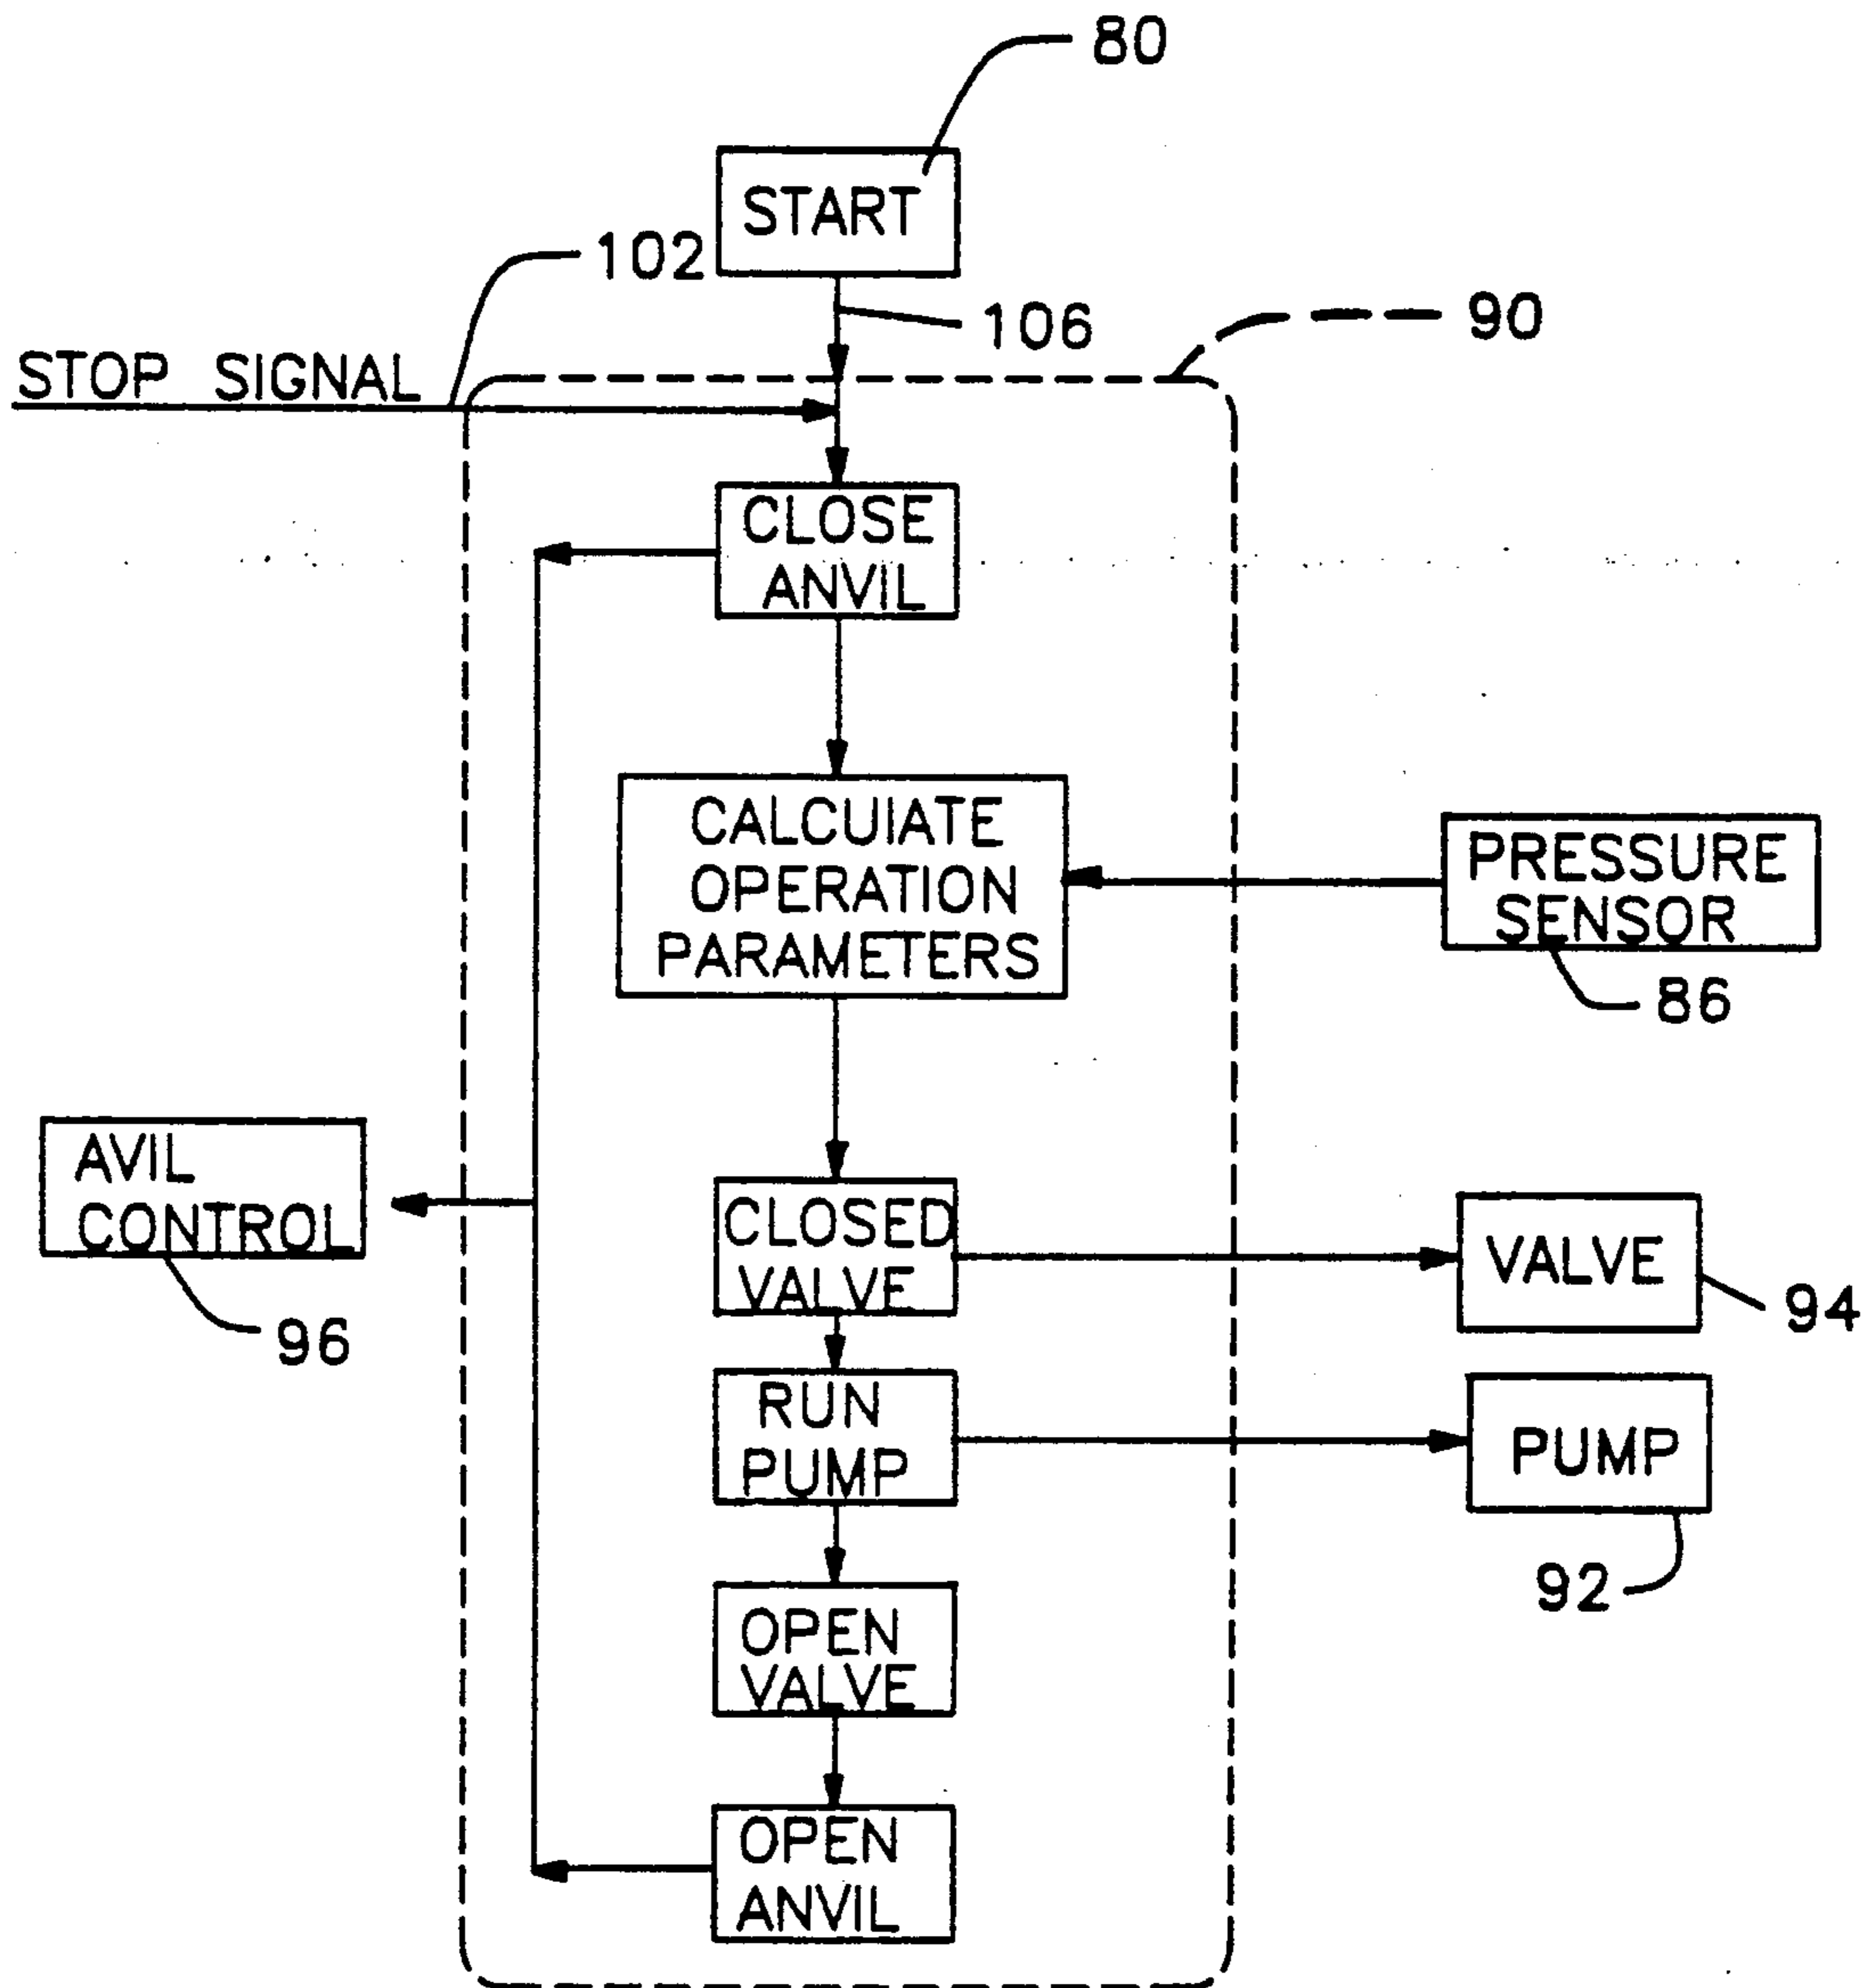 80
START
102
106
90
STOP SIGNAL
CLOSE
ANVIL
CALCUIATE
OPERATION
PARAMETERS
PRESSURE
SENSOR
86
AVIL
CONTROL
96
CLOSED
VALVE
VALVE
94
RUN
PUMP
PUMP
92
OPEN
VALVE
OPEN
ANVIL